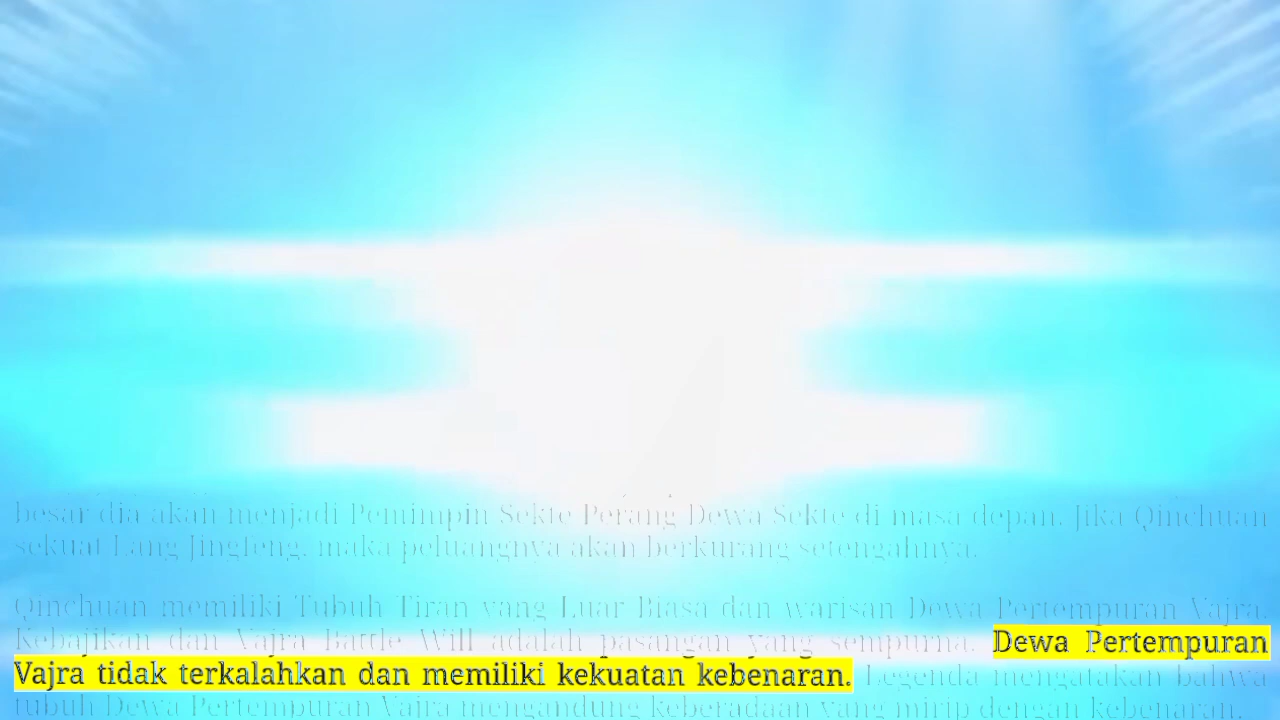 besar dia akan menjadi Pemimpin Sekte Perang Dewa Sekte di masa depan. Jika Qinchuan
sekuat Lang Jingfeng, maka peluangnya akan berkurang setengahnya.
Qinchuan memiliki Tubuh Tiran yang Luar Biasa dan warisan Dewa Pertempuran Vajra.
Kebajikan dan Vajra Battle Will adalah pasangan yang sempurna. Dewa Pertempuran
Vajra tidak terkalahkan dan memiliki kekuatan kebenaran. Legenda mengatakan bahwa
tubuh Dewa Pertempuran Vajra mengandung keberadaan yang mirip dengan kebenaran.